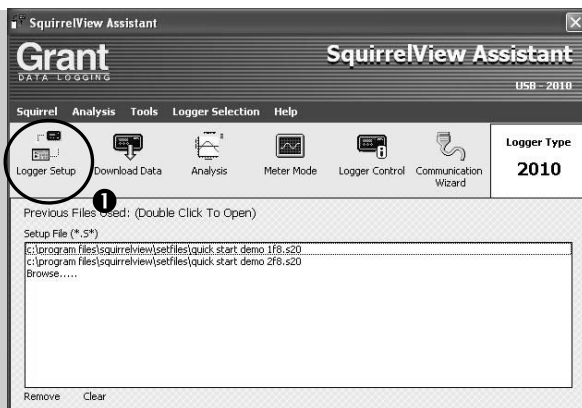 SquirrelView Assistant
Grant
DATA LOGGING
SquirrelView Assistant
USB - 2010
Squirrel Analysis Tools Logger Selection Help
Logger Setup
Download Data
Analysis
Meter Mode
Logger Control
Communication
Wizard
Logger Type
2010
1
Previous Files Used: (Double Click To Open)
Setup File (*.S*)
c:\program files\squirrelview\setfiles\quick start demo 1f8.s20
c:\program files\squirrelview\setfiles\quick start demo 2f8.s20
Browse.....
Remove Clear